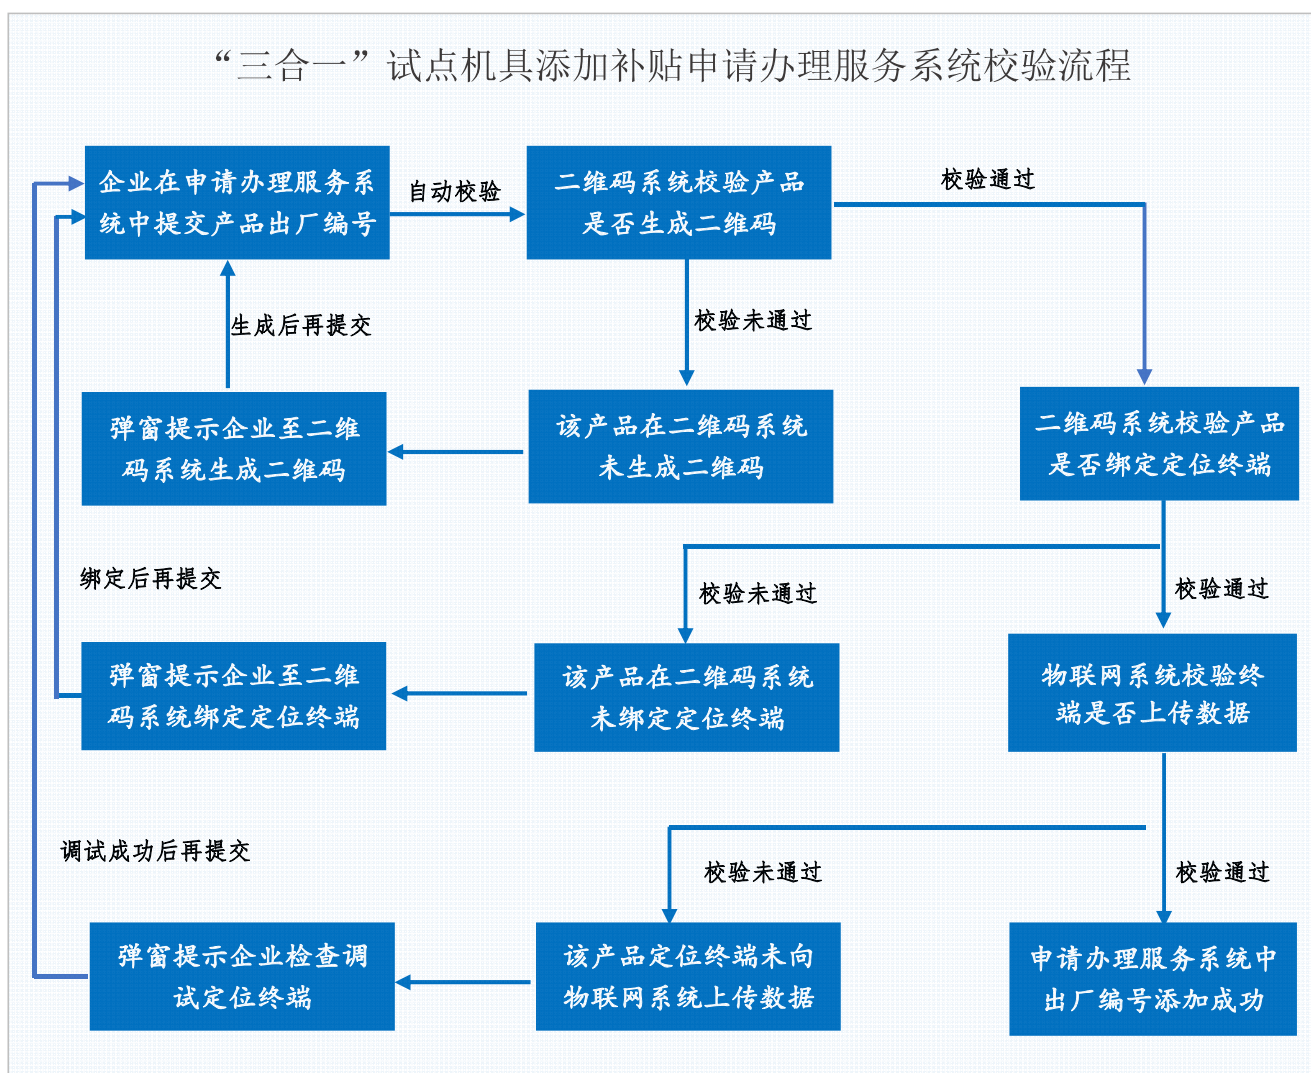 “三合一”试点机具添加补贴申请办理服务系统校验流程
企业在申请办理服务系
统中提交产品出厂编号
自动校验
二维码系统校验产品
是否生成二维码
校验通过
生成后再提交
校验未通过
弹窗提示企业至二维
码系统生成二维码
该产品在二维码系统
未生成二维码
二维码系统校验产品
是否绑定定位终端
绑定后再提交
校验未通过
校验通过
弹窗提示企业至二维
码系统绑定定位终端
该产品在二维码系统
未绑定定位终端
物联网系统校验终
端是否上传数据
调试成功后再提交
校验未通过
校验通过
弹窗提示企业检查调
试定位终端
该产品定位终端未向
物联网系统上传数据
申请办理服务系统中
出厂编号添加成功